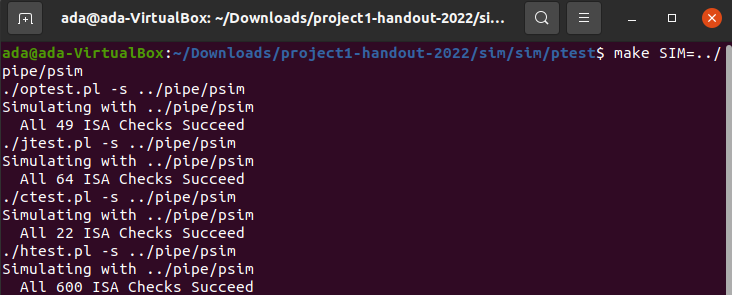 ada@ada-VirtualBox: ~/Downloads/project1-handout-2022/si...
ada@ada-VirtualBox:~/Downloads/project1-handout-2022/sim/sim/ptest$ make SIM=../
pipe/psim
./optest.pl -s ../pipe/psim
Simulating with ../pipe/psim
  All 49 ISA Checks Succeed
./jtest.pl -s ../pipe/psim
Simulating with ../pipe/psim
  All 64 ISA Checks Succeed
./ctest.pl -s ../pipe/psim
Simulating with ../pipe/psim
  All 22 ISA Checks Succeed
./htest.pl -s ../pipe/psim
Simulating with ../pipe/psim
  All 600 ISA Checks Succeed